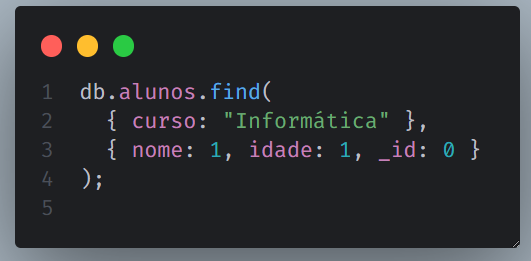 1 db.alunos.find(
2 { curso: "Informática" },
3 { nome: 1, idade: 1, _id: 0 }
4 );
5